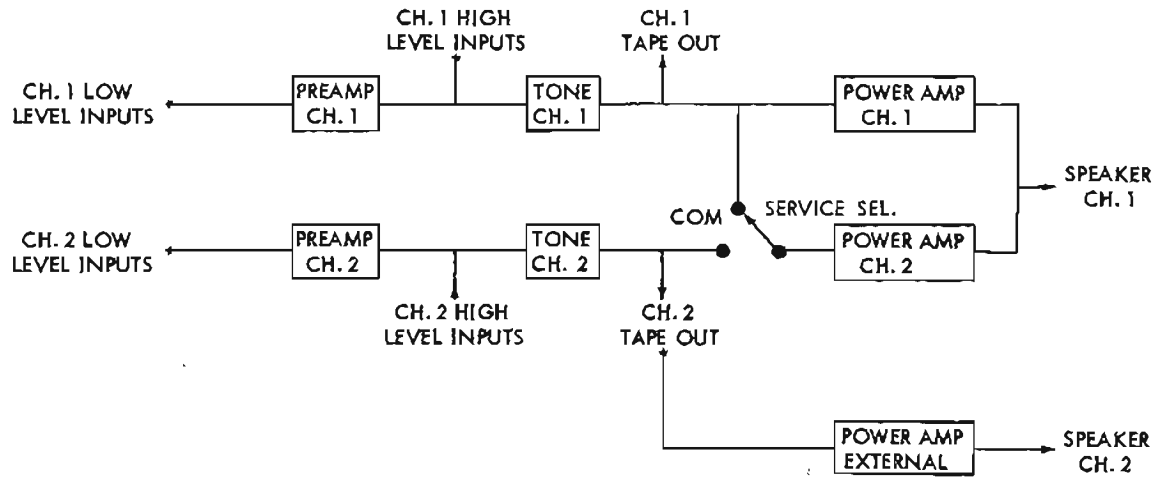 CH. 1 HIGH
LEVEL INPUTS
CH. 1
TAPE OUT
CH. 1 LOW
LEVEL INPUTS
PREAMP
CH. 1
TONE
CH. 1
POWER AMP
CH. 1
SPEAKER
CH. 1
COM
SERVICE SEL.
CH. 2 LOW
LEVEL INPUTS
PREAMP
CH. 2
TONE
CH. 2
POWER AMP
CH. 2
CH. 2 HIGH
LEVEL INPUTS
CH. 2
TAPE OUT
POWER AMP
EXTERNAL
SPEAKER
CH. 2